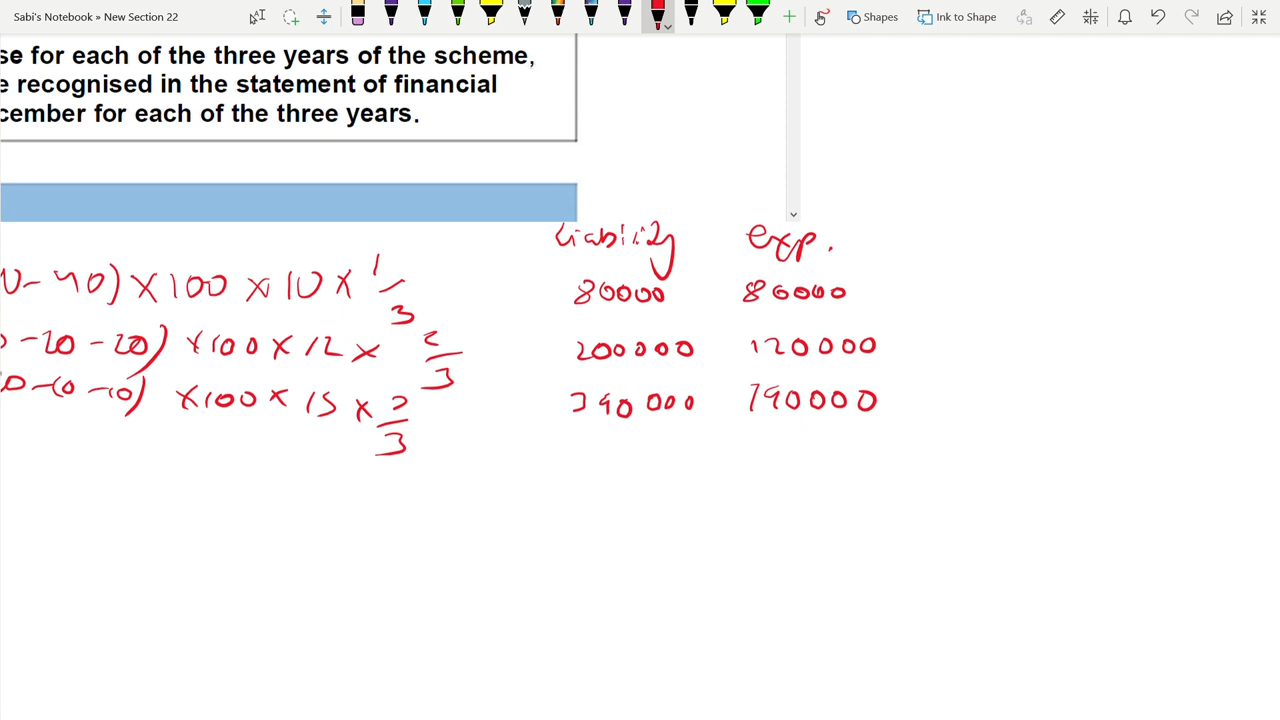 Sabi's Notebook » New Section 22
Shapes
Ink to Shape
se for each of the three years of the scheme,
e recognised in the statement of financial
cember for each of the three years.
Liability exp.
0-40) × 100 × 10 × 1/3 80000 80000
0 -20 -20) ×100 × 12 × 2/3 200000 120000
0-10 -10) ×100 × 15 × 3/3 390000 190000